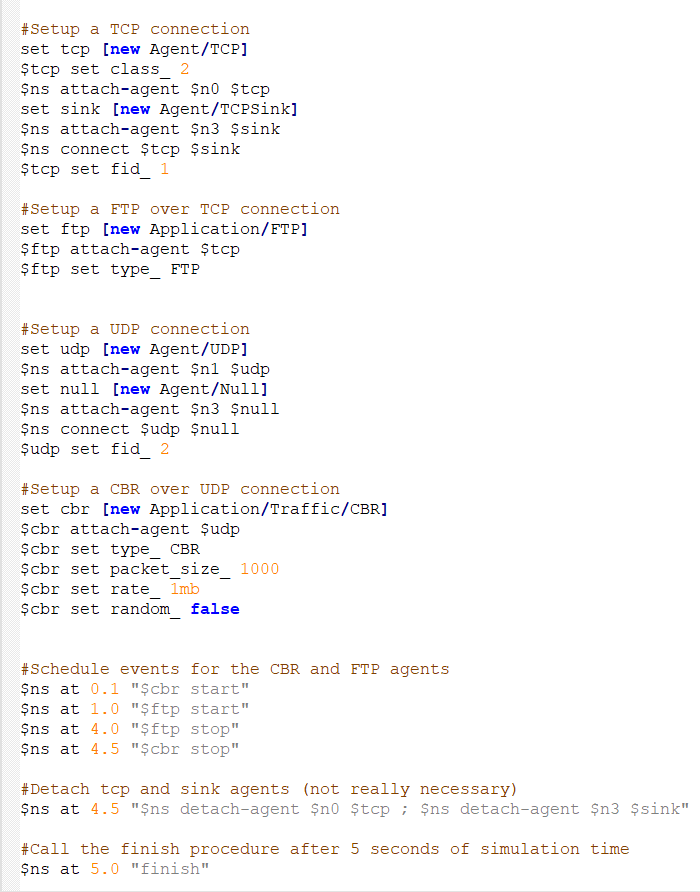 #Setup a TCP connection
set tcp [new Agent/TCP]
$tcp set class_ 2
$ns attach-agent $n0 $tcp
set sink [new Agent/TCPSink]
$ns attach-agent $n3 $sink
$ns connect $tcp $sink
$tcp set fid_ 1
#Setup a FTP over TCP connection
set ftp [new Application/FTP]
$ftp attach-agent $tcp
$ftp set type_ FTP
#Setup a UDP connection
set udp [new Agent/UDP]
$ns attach-agent $n1 $udp
set null [new Agent/Null]
$ns attach-agent $n3 $null
$ns connect $udp $null
$udp set fid_ 2
#Setup a CBR over UDP connection
set cbr [new Application/Traffic/CBR]
$cbr attach-agent $udp
$cbr set type_ CBR
$cbr set packet_size_ 1000
$cbr set rate_ 1mb
$cbr set random_ false
#Schedule events for the CBR and FTP agents
$ns at 0.1 "$cbr start"
$ns at 1.0 "$ftp start"
$ns at 4.0 "$ftp stop"
$ns at 4.5 "$cbr stop"
#Detach tcp and sink agents (not really necessary)
$ns at 4.5 "$ns detach-agent $n0 $tcp ; $ns detach-agent $n3 $sink"
#Call the finish procedure after 5 seconds of simulation time
$ns at 5.0 "finish"